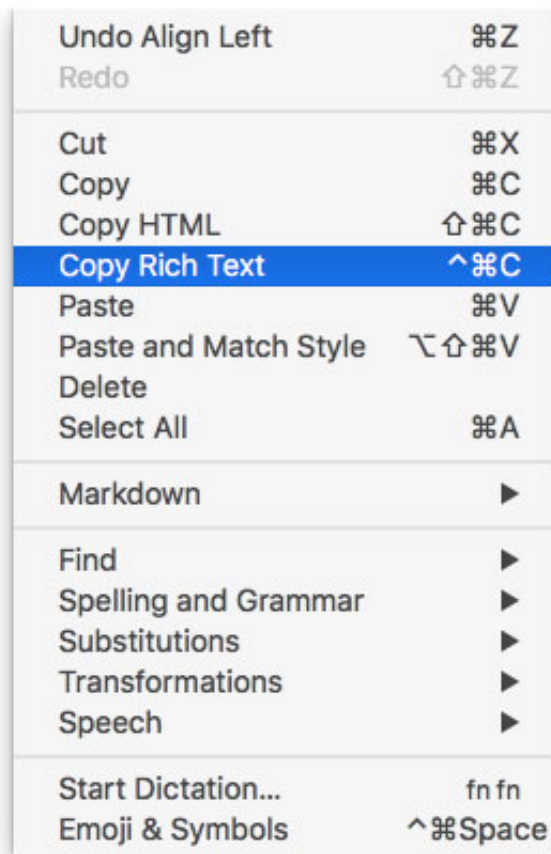 Undo Align Left ⌘Z
Redo ⇧⌘Z
Cut ⌘X
Copy ⌘C
Copy HTML ⇧⌘C
Copy Rich Text ^⌘C
Paste ⌘V
Paste and Match Style ⌥⇧⌘V
Delete
Select All ⌘A
Markdown ▶
Find ▶
Spelling and Grammar ▶
Substitutions ▶
Transformations ▶
Speech ▶
Start Dictation... fn fn
Emoji & Symbols ^⌘Space